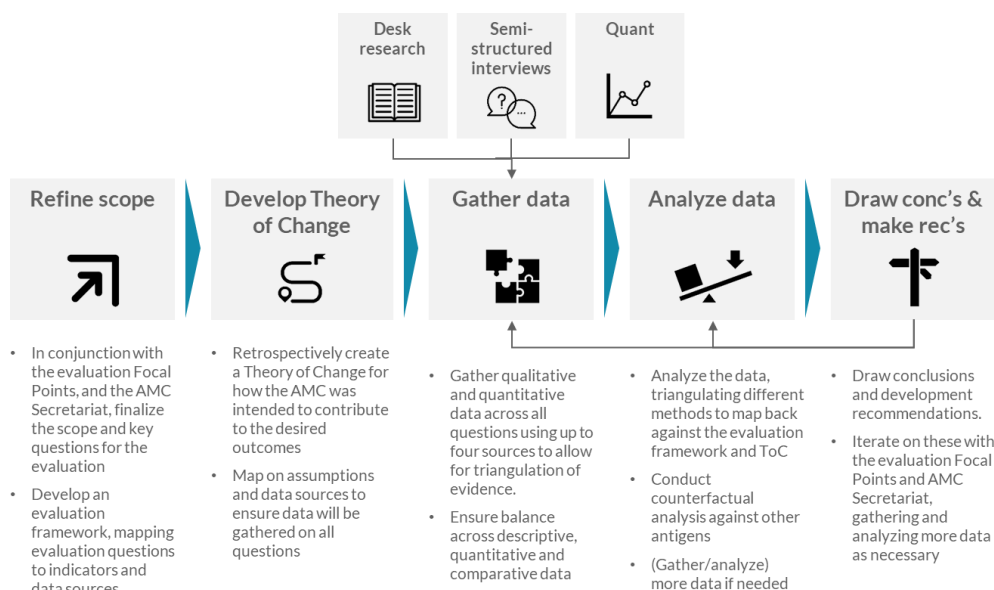 Desk
research
Semi-
structured
interviews
?
...
Quant
Refine scope
Develop Theory
of Change
Gather data
Analyze data
Draw conc's &
make rec's
• In conjunction with
the evaluation Focal
Points, and the AMC
Secretariat, finalize
the scope and key
questions for the
evaluation
• Develop an
evaluation
framework, mapping
evaluation questions
to indicators and
data sources
• Retrospectively create
a Theory of Change for
how the AMC was
intended to contribute
to the desired
outcomes
• Map on assumptions
and data sources to
ensure data will be
gathered on all
questions
• Gather qualitative
and quantitative
data across all
questions using up to
four sources to allow
for triangulation of
evidence.
• Ensure balance
across descriptive,
quantitative and
comparative data
• Analyze the data,
triangulating different
methods to map back
against the evaluation
framework and ToC
• Conduct
counterfactual
analysis against other
antigens
• (Gather/analyze)
more data if needed
• Draw conclusions
and development
recommendations.
• Iterate on these with
the evaluation Focal
Points and AMC
Secretariat,
gathering and
analyzing more data
as necessary